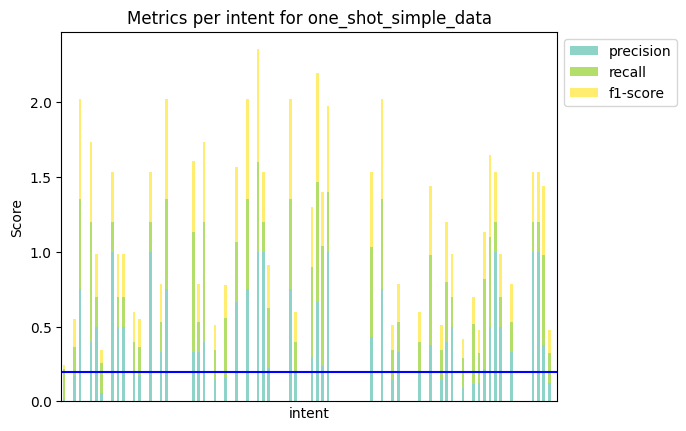 Metrics per intent for one_shot_simple_data
precision
recall
f1-score
2.0
1.5
1.0
0.5
0.0
Score
intent